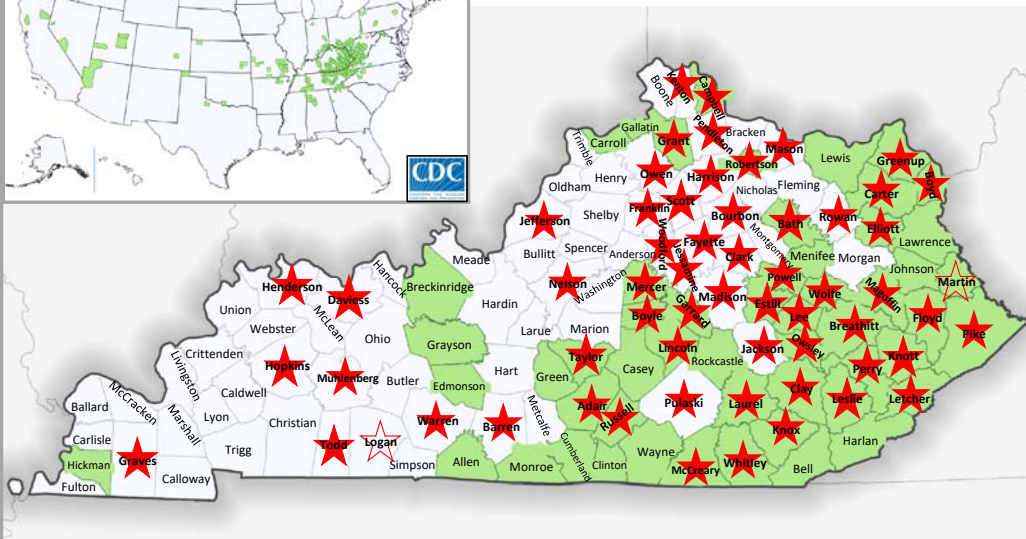 CDC
Boone
Kenton
Campbell
Gallatin
Carroll
Trimble
Grant
Pendleton
Bracken
Mason
Robertson
Lewis
Greenup
Boyd
Carter
Owen
Harrison
Henry
Oldham
Nicholas
Fleming
Shelby
Franklin
Scott
Bourbon
Bath
Rowan
Elliott
Jefferson
Lawrence
Bullitt
Spencer
Anderson
Woodford
Fayette
Clark
Montgomery
Menifee
Morgan
Meade
Hancock
Breckinridge
Henderson
Daviess
Nelson
Washington
Mercer
Jessamine
Madison
Powell
Estill
Wolfe
Magoffin
Johnson
Martin
Union
Webster
McLean
Ohio
Hardin
Boyle
Garrard
Lee
Breathitt
Floyd
Pike
Crittenden
Livingston
Hopkins
Muhlenberg
Butler
Grayson
Larue
Marion
Taylor
Lincoln
Rockcastle
Jackson
Owsley
Perry
Knott
Letcher
Leslie
Clay
Hart
Green
Casey
Edmonson
Caldwell
McCracken
Ballard
Carlisle
Marshall
Lyon
Christian
Trigg
Todd
Logan
Warren
Barren
Metcalfe
Adair
Russell
Pulaski
Laurel
Knox
Harlan
Hickman
Graves
Fulton
Calloway
Simpson
Allen
Monroe
Cumberland
Clinton
Wayne
McCreary
Whitley
Bell